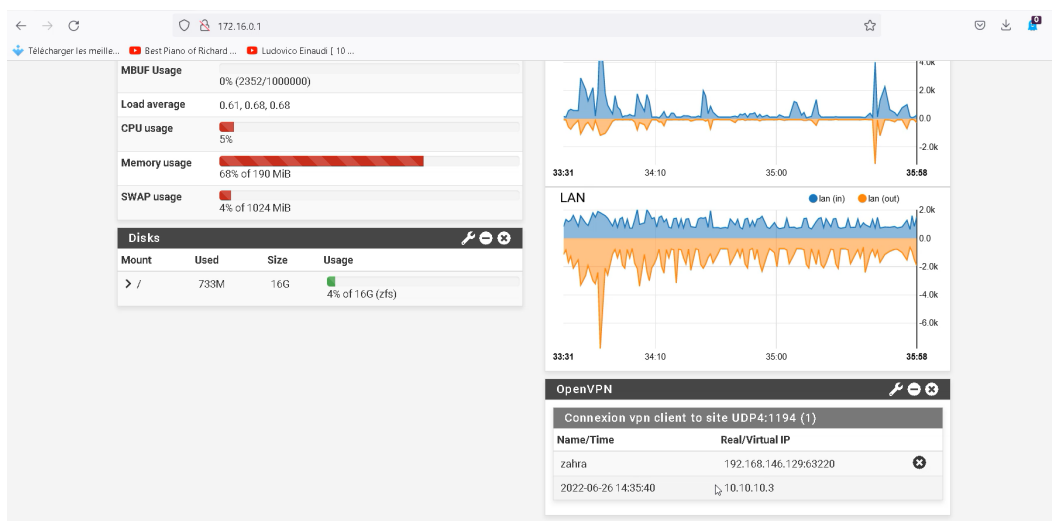 172.16.0.1
Télécharger les meille... Best Piano of Richard ... Ludovico Einaudi [ 10 ...
MBUF Usage
0% (2352/1000000)
Load average 0.61, 0.68, 0.68
CPU usage
5%
Memory usage
68% of 190 MiB
SWAP usage
4% of 1024 MiB
Disks
Mount Used Size Usage
/ 733M 16G
4% of 16G (zfs)
4.0k
2.0k
0.0
-2.0k
33:31 34:10 35:00 35:58
LAN lan (in) lan (out)
2.0k
0.0
-2.0k
-4.0k
-6.0k
33:31 34:10 35:00 35:58
OpenVPN
Connexion vpn client to site UDP4:1194 (1)
Name/Time Real/Virtual IP
zahra 192.168.146.129:63220
2022-06-26 14:35:40 10.10.10.3
0